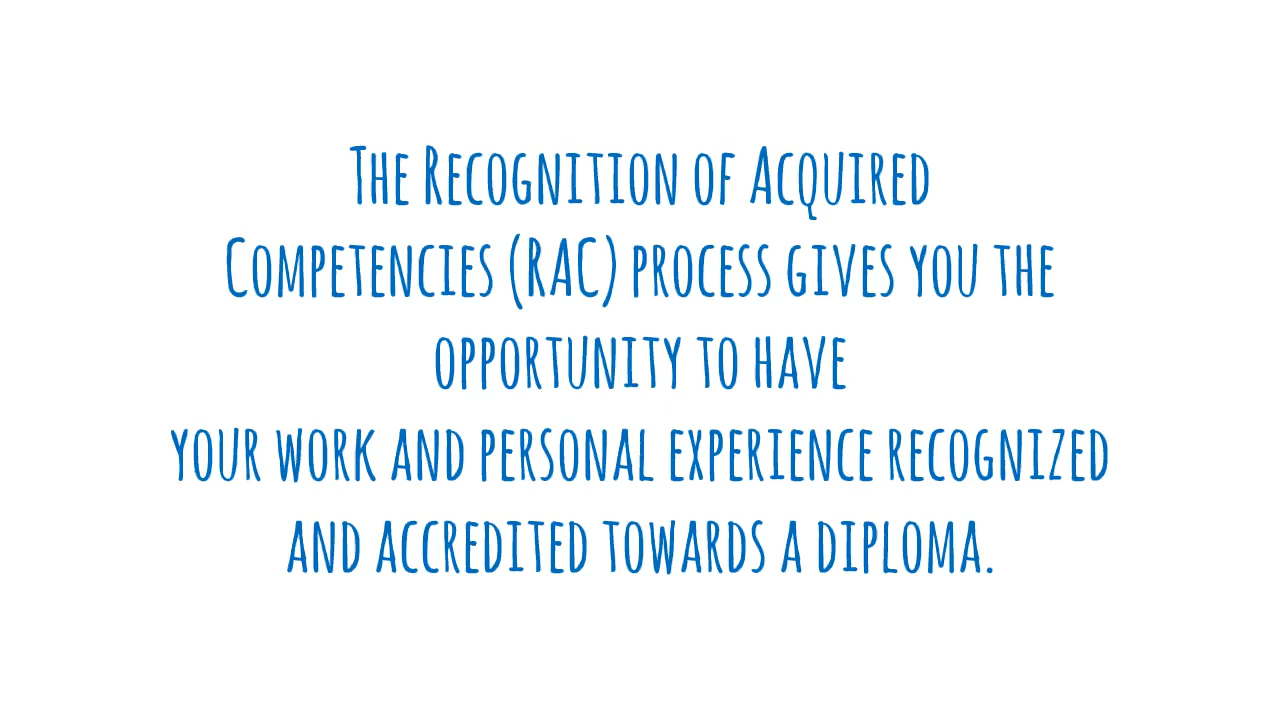 The Recognition of Acquired
Competencies (RAC) process gives you the
opportunity to have
your work and personal experience recognized
and accredited towards a diploma.